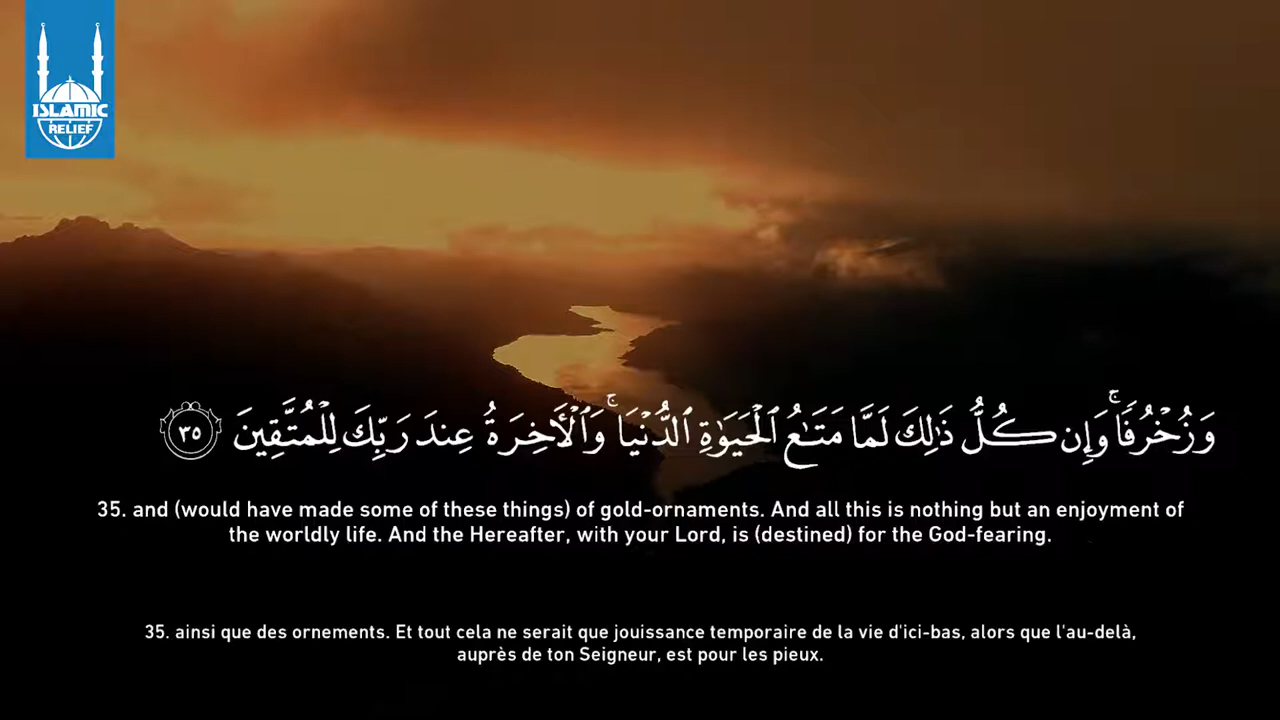 ISLAMIC
RELIEF
وَزُخْرُفًا ۚ وَإِن كُلُّ ذَٰلِكَ لَمَّا مَتَـٰعُ ٱلْحَيَوٰةِ ٱلدُّنْيَا ۚ وَٱلْـَٔاخِرَةُ عِندَ رَبِّكَ لِلْمُتَّقِينَ ٣٥
35. and (would have made some of these things) of gold-ornaments. And all this is nothing but an enjoyment of
the worldly life. And the Hereafter, with your Lord, is (destined) for the God-fearing.
35. ainsi que des ornements. Et tout cela ne serait que jouissance temporaire de la vie d'ici-bas, alors que l'au-delà,
auprès de ton Seigneur, est pour les pieux.